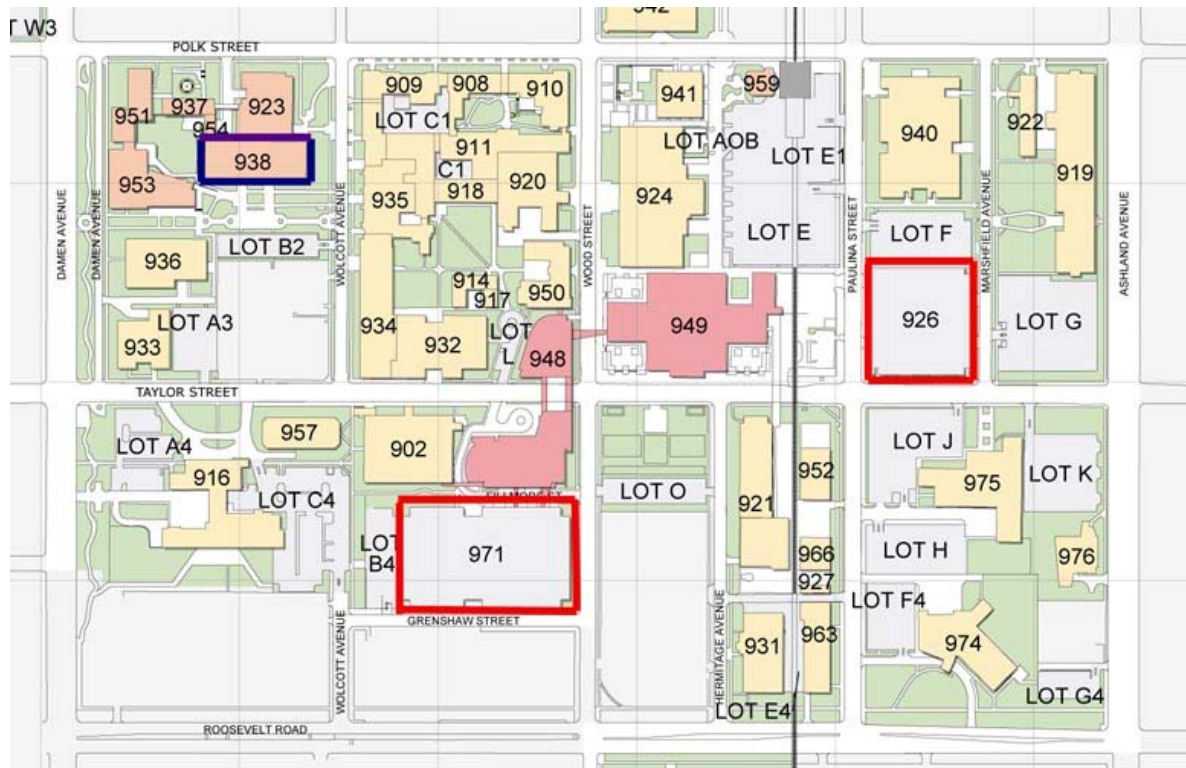 T W3
942
POLK STREET
951
937
923
954
938
953
909
908
910
LOT C1
911
C1
918
920
935
941
959
LOT AOB
LOT E1
924
LOT E
940
922
919
LOT F
DAMEN AVENUE
DAMEN AVENUE
WOLCOTT AVENUE
WOOD STREET
PAULINA STREET
MARSHFIELD AVENUE
ASHLAND AVENUE
936
LOT B2
LOT A3
933
914
917
950
934
932
LOT
L
948
949
926
LOT G
TAYLOR STREET
LOT A4
957
916
LOT C4
902
FILLMORE ST
LOT O
921
952
LOT J
975
LOT K
LOT
B4
971
966
927
LOT H
976
LOT F4
GRENSHAW STREET
WOLCOTT AVENUE
HERMITAGE AVENUE
931
963
974
LOT E4
LOT G4
ROOSEVELT ROAD